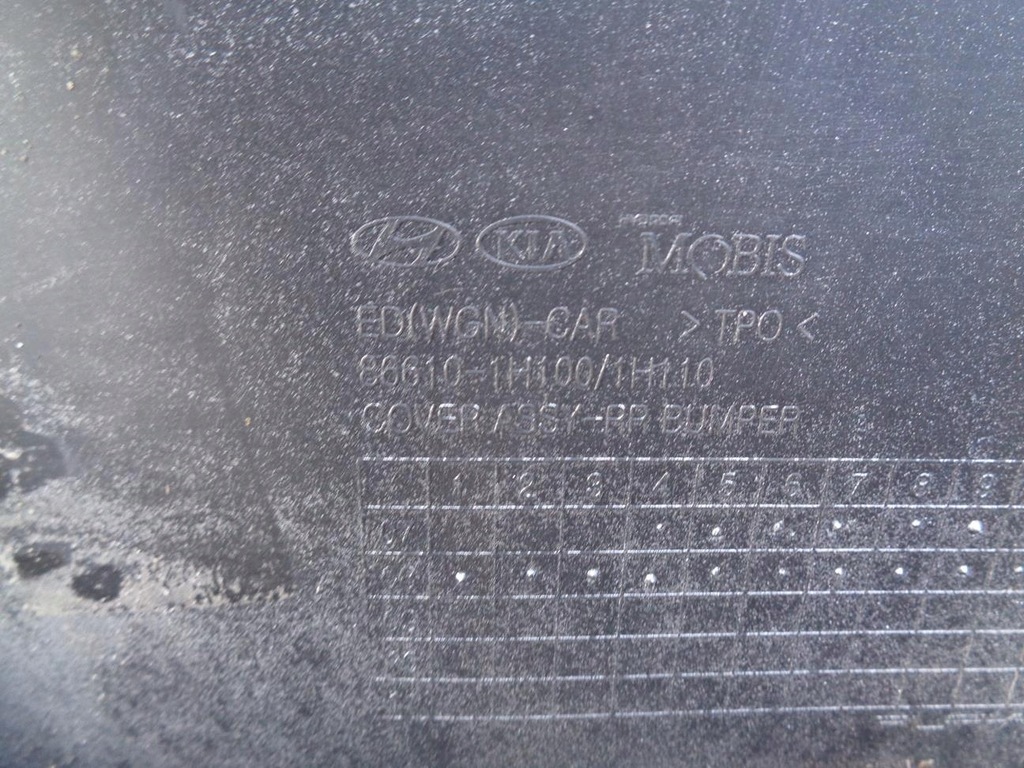 KIA MOBIS
ED(WGN)-CAR >TPO<
86610-1H100/1H110
COVER ASSY-RR BUMPER
1 2 3 4 5 6 7 8 9
07